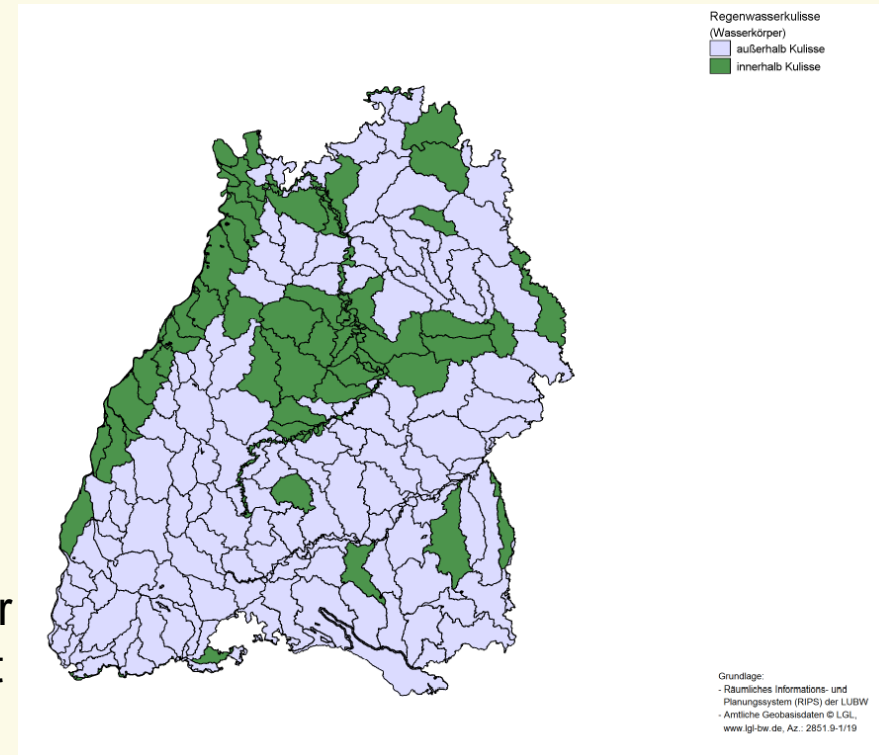 Regenwasserkulisse
(Wasserkörper)
außerhalb Kulisse
innerhalb Kulisse
r
t
Grundlage:
- Räumliches Informations- und
Planungssystem (RIPS) der LUBW
- Amtliche Geobasisdaten © LGL,
www.lgl-bw.de, Az.: 2851.9-1/19